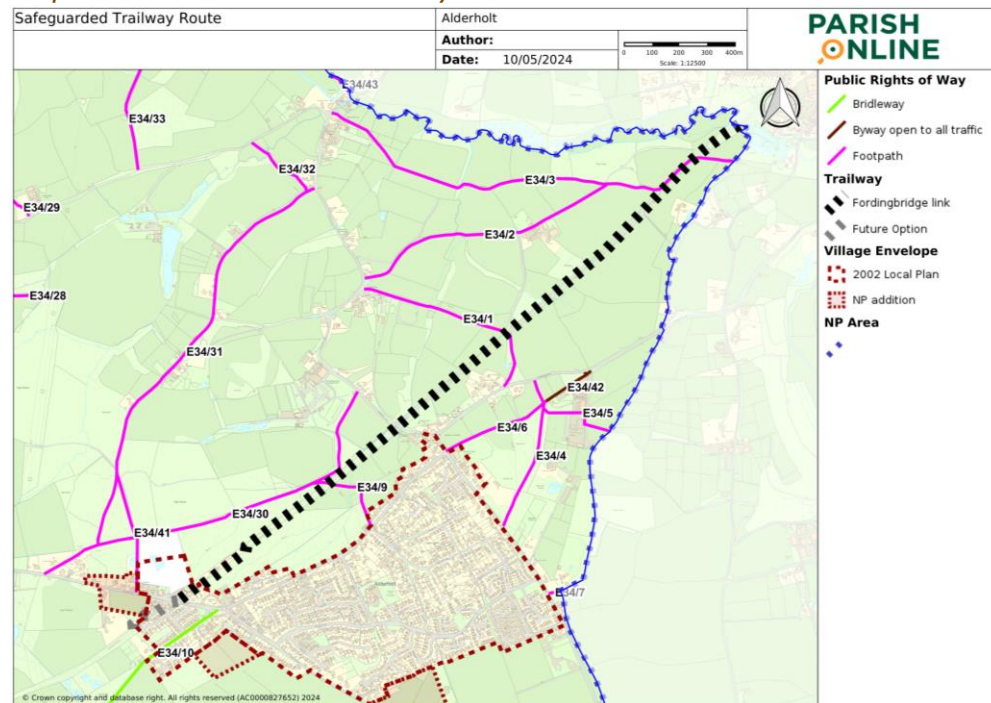 Safeguarded Trailway Route
Alderholt
Author:
Date: 10/05/2024
0 100 200 300 400m
Scale: 1:12500
PARISH
ONLINE
Public Rights of Way
Bridleway
Byway open to all traffic
Footpath
Trailway
Fordingbridge link
Future Option
Village Envelope
2002 Local Plan
NP addition
NP Area
E34/43
E34/33
E34/32
E34/3
E34/29
E34/2
E34/28
E34/1
E34/31
E34/42
E34/5
E34/6
E34/4
E34/9
E34/30
E34/41
Alderholt
E34/7
E34/10
© Crown copyright and database right. All rights reserved (AC0000827652) 2024